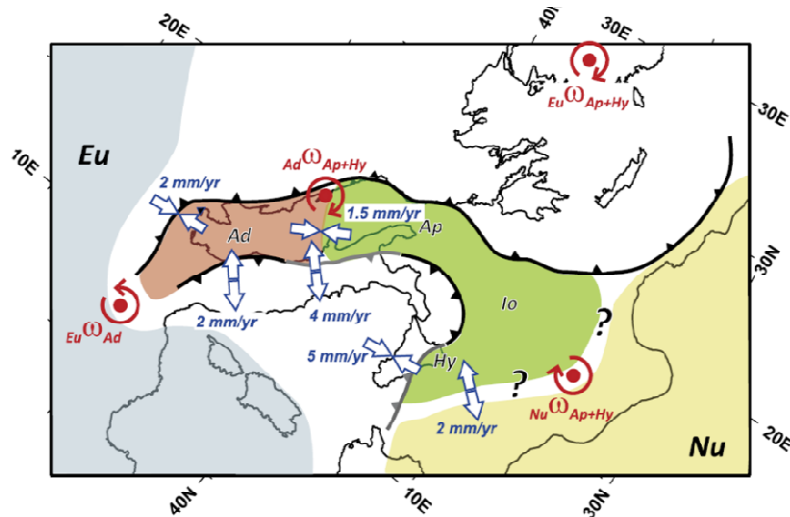 20E
40E
30E
Eu
EuωAp+Hy
30E
10E
2 mm/yr
AdωAp+Hy
1.5 mm/yr
Ad
Ap
30N
Io
EuωAd
2 mm/yr
4 mm/yr
?
5 mm/yr
Hy
?
NuωAp+Hy
2 mm/yr
Nu
20E
40N
10E
30N